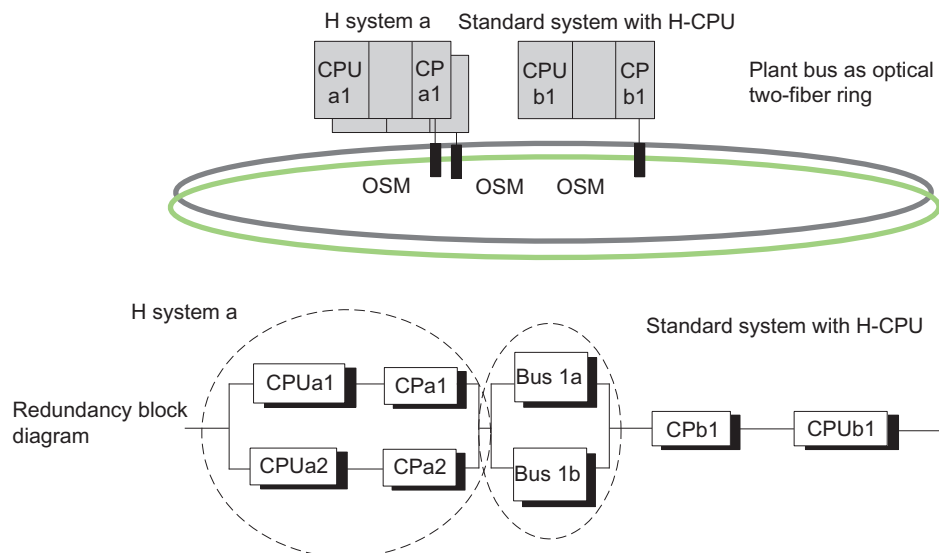 H system a
Standard system with H-CPU
CPU
a1
CP
a1
CPU
b1
CP
b1
Plant bus as optical
two-fiber ring
OSM
OSM
OSM
H system a
Standard system with H-CPU
Redundancy block
diagram
CPUa1
CPa1
Bus 1a
CPUa2
CPa2
Bus 1b
CPb1
CPUb1